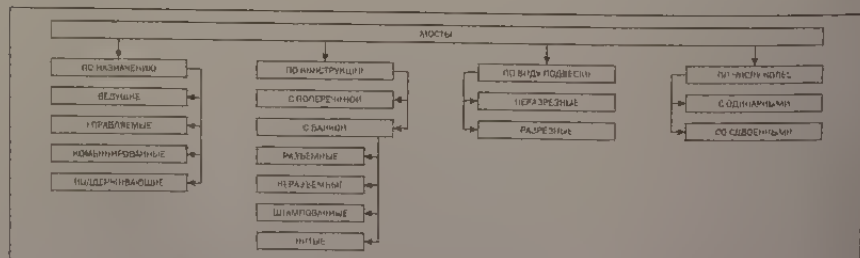 МОСТЫ
ПО НАЗНАЧЕНИЮ
ВЕДУЩИЕ
УПРАВЛЯЕМЫЕ
КОМБИНИРОВАННЫЕ
ПОДДЕРЖИВАЮЩИЕ
ПО КОНСТРУКЦИИ
С ПОПЕРЕЧИНОЙ
С БАЛКОЙ
РАЗЪЕМНЫЕ
НЕРАЗЪЕМНЫЕ
ШТАМПОВАННЫЕ
ЛИТЫЕ
ПО ВИДУ ПОДВЕСКИ
НЕРАЗРЕЗНЫЕ
РАЗРЕЗНЫЕ
ПО ЧИСЛУ КОЛЕС
С ОДИНАРНЫМИ
СО СДВОЕННЫМИ